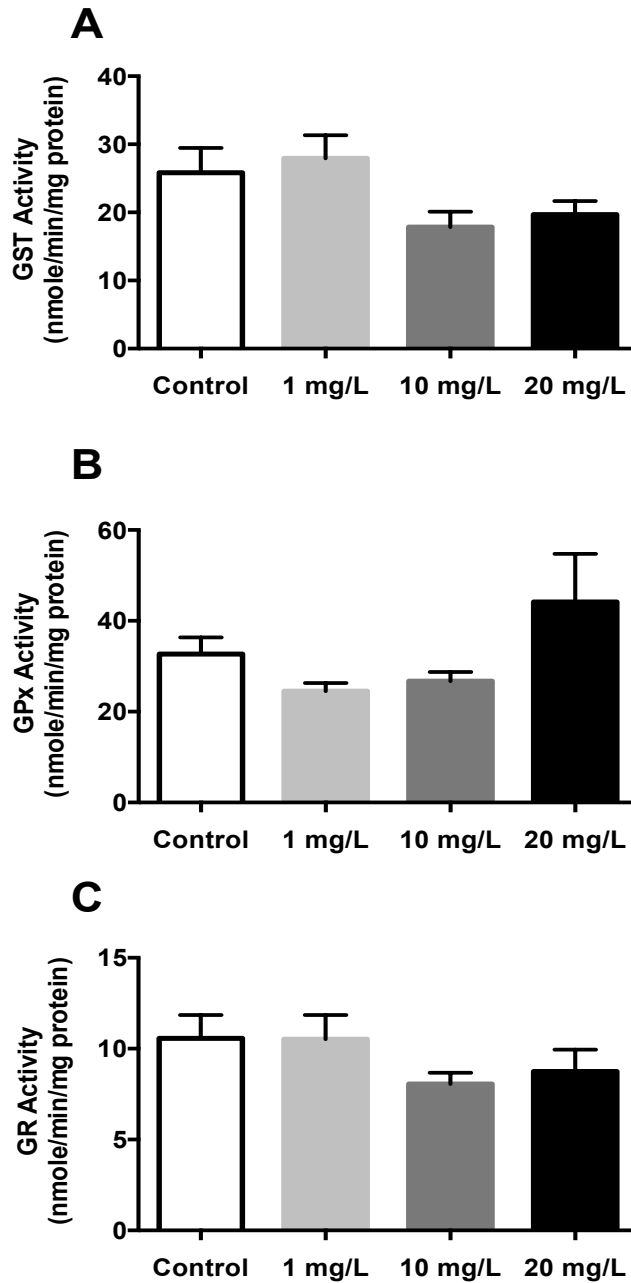 A
GST Activity
(nmole/min/mg protein)
40
30
20
10
0
Control 1 mg/L 10 mg/L 20 mg/L
B
GPx Activity
(nmole/min/mg protein)
60
40
20
0
Control 1 mg/L 10 mg/L 20 mg/L
C
GR Activity
(nmole/min/mg protein)
15
10
5
0
Control 1 mg/L 10 mg/L 20 mg/L